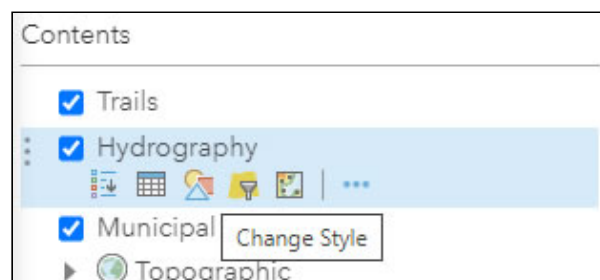 Contents
Trails
Hydrography
Municipal
Change Style
Topographic